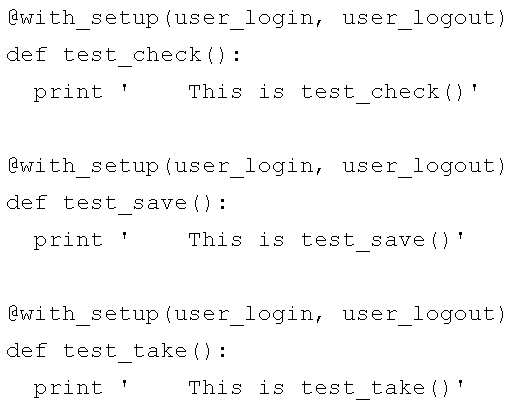 @with_setup(user_login, user_logout)
def test_check():
  print '    This is test_check()'
@with_setup(user_login, user_logout)
def test_save():
  print '    This is test_save()'
@with_setup(user_login, user_logout)
def test_take():
  print '    This is test_take()'